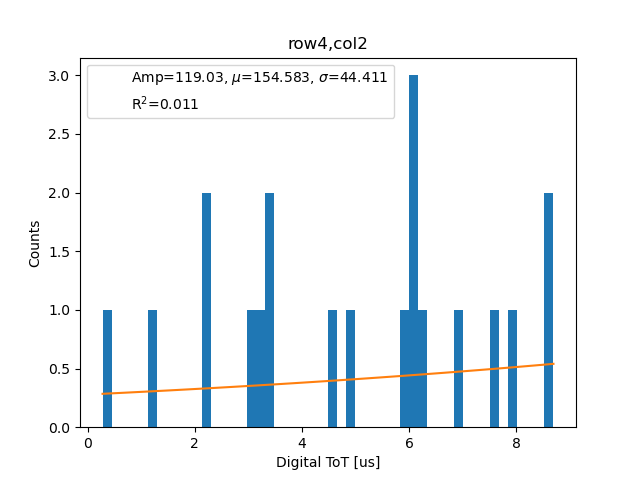 row4,col2
Amp=119.03, μ=154.583, σ=44.411
R²=0.011
3.0
2.5
2.0
1.5
1.0
0.5
0.0
Counts
0 2 4 6 8
Digital ToT [us]